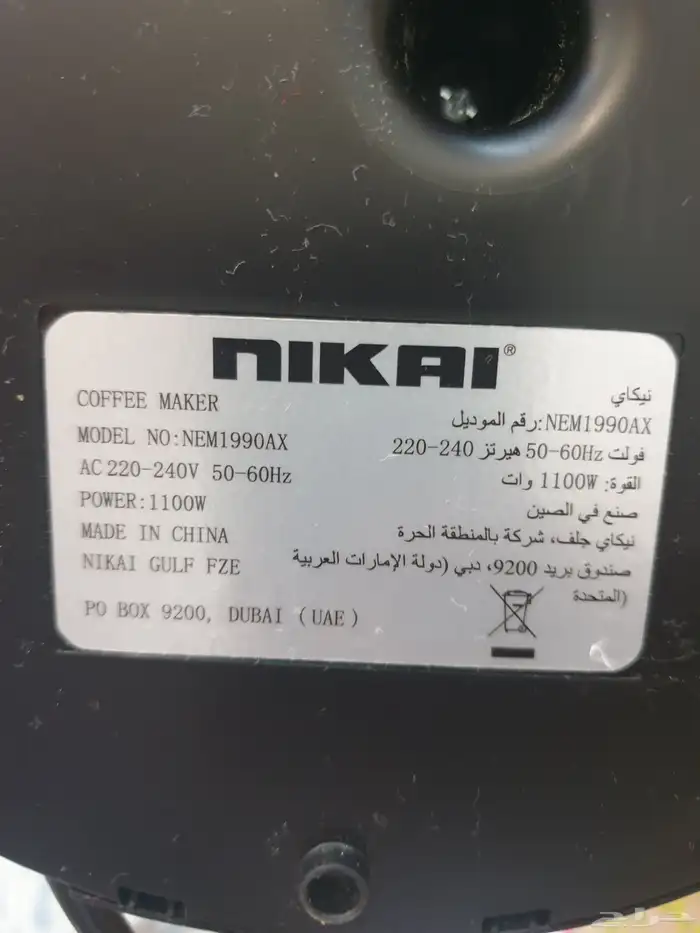 NIKAI®
COFFEE MAKER
MODEL NO:NEM1990AX
AC 220-240V 50-60Hz
POWER:1100W
MADE IN CHINA
NIKAI GULF FZE
PO BOX 9200, DUBAI (UAE)
نيكاي
NEM1990AX:رقم الموديل
فولت 50-60Hz هيرتز 220-240
القوة: 1100W وات
صنع في الصين
نيكاي جلف، شركة بالمنطقة الحرة
صندوق بريد 9200، دبي (دولة الإمارات العربية
المتحدة)
حراج